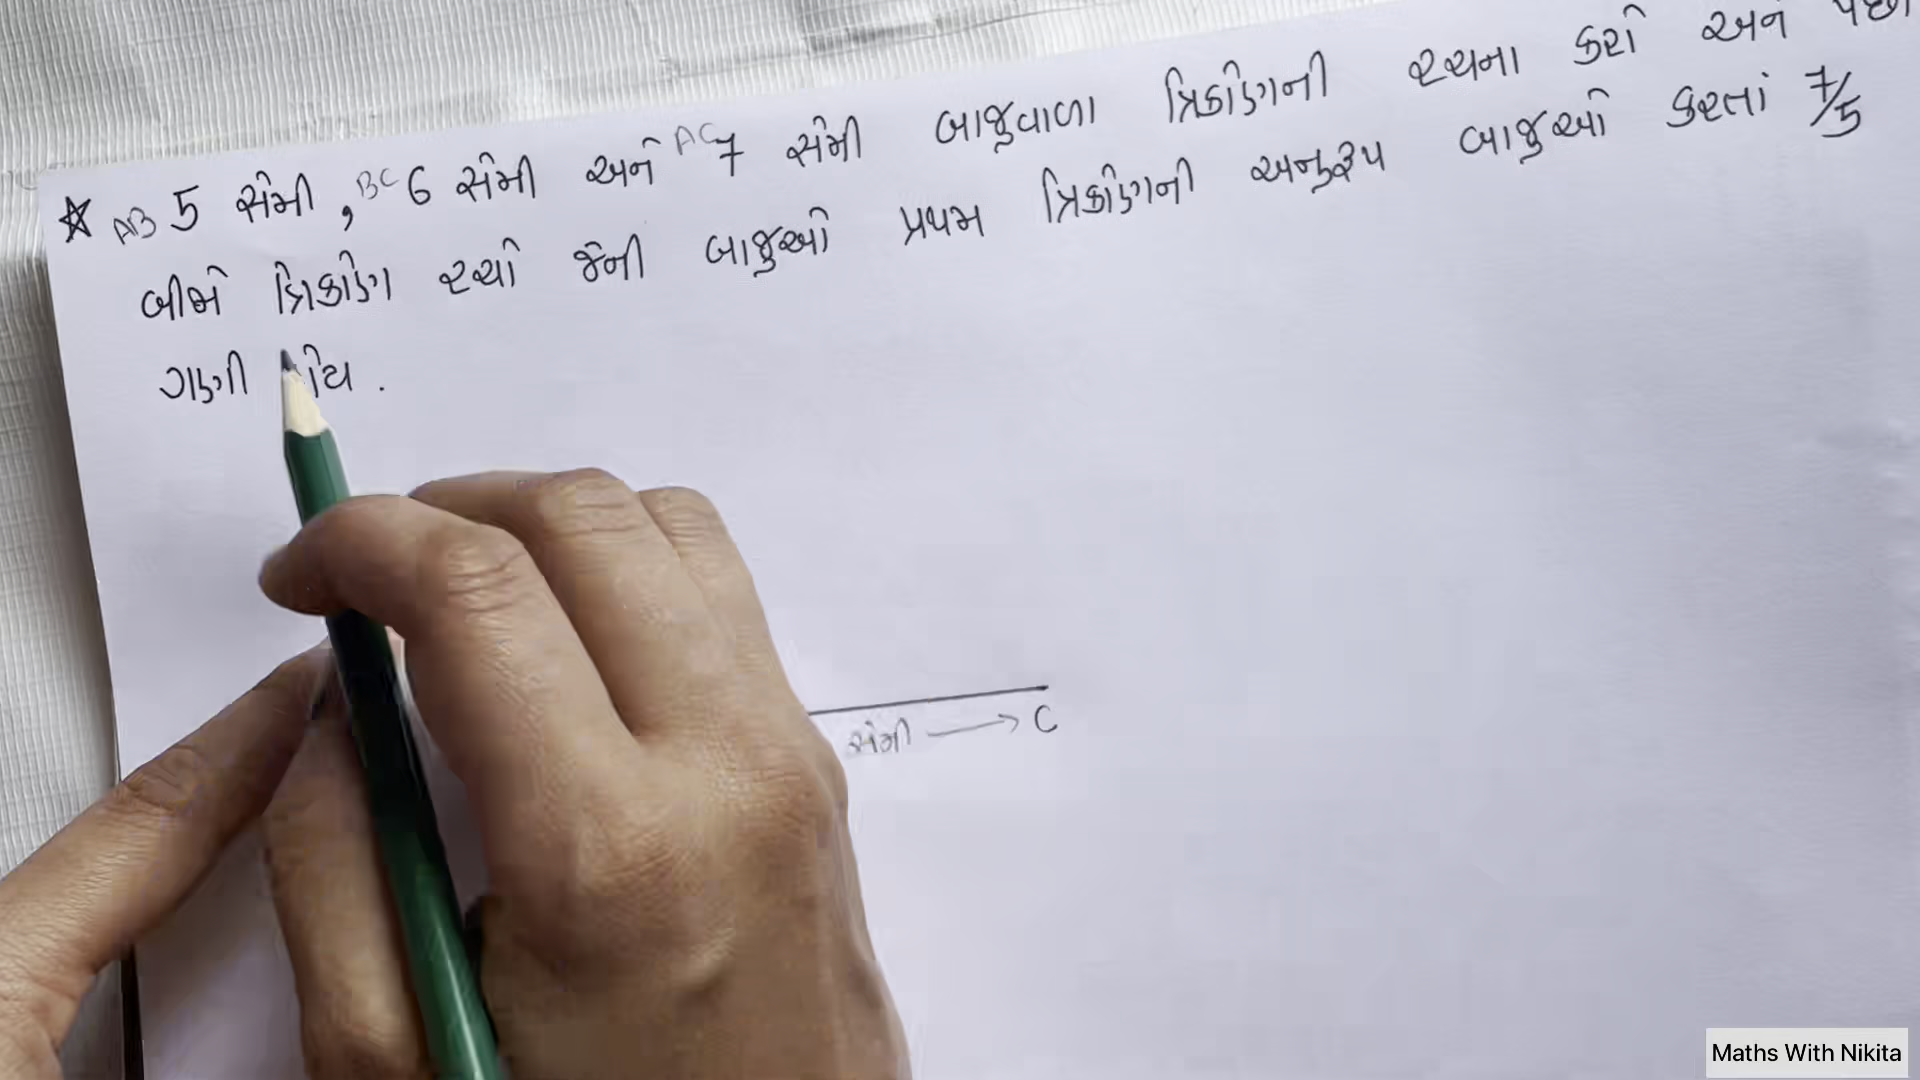 ☆ AB 5 સેમી , BC 6 સેમી અને AC 7 સેમી બાજુવાળા ત્રિકોણની રચના કરો અને પછી
બીજો ત્રિકોણ રચો જેની બાજુઓ પ્રથમ ત્રિકોણની અનુરૂપ બાજુઓ કરતાં 7/5
ગણી હોય .
સેમી → C
Maths With Nikita